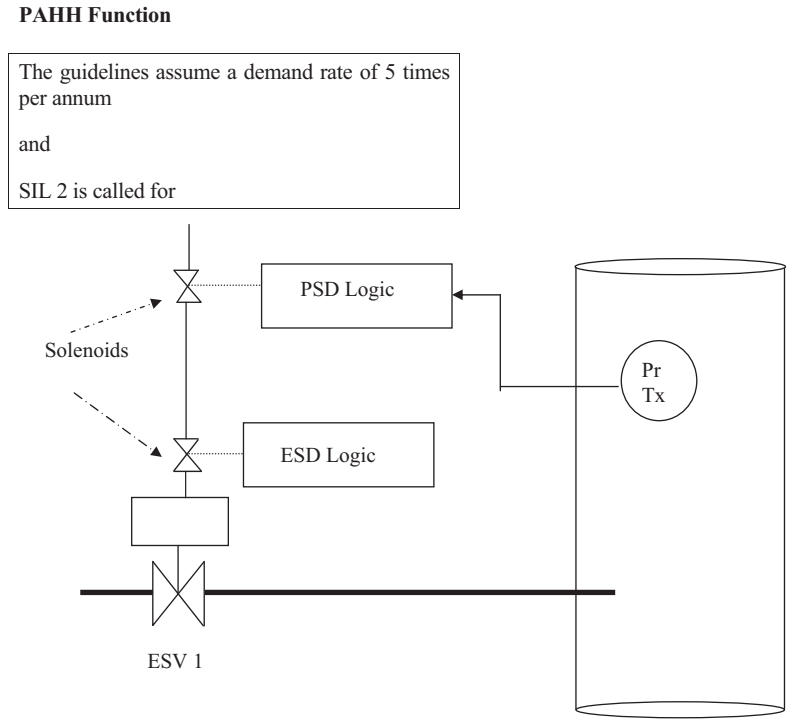 PAHH Function
The guidelines assume a demand rate of 5 times
per annum
and
SIL 2 is called for
PSD Logic
Solenoids
Pr
Tx
ESD Logic
ESV 1